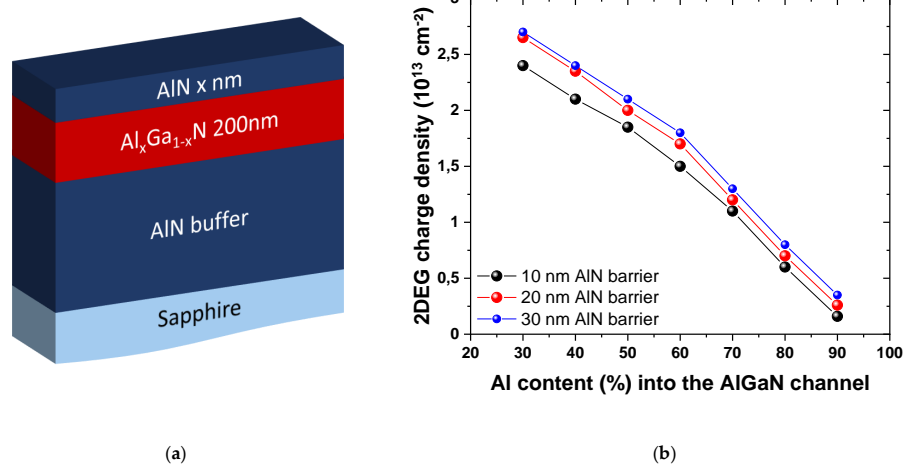 AlN x nm
AlxGa1-xN 200nm
AlN buffer
Sapphire
(a)
2DEG charge density (10¹³ cm⁻²)
3
2,5
2
1,5
1
0,5
0
10 nm AlN barrier
20 nm AlN barrier
30 nm AlN barrier
20 30 40 50 60 70 80 90 100
Al content (%) into the AlGaN channel
(b)